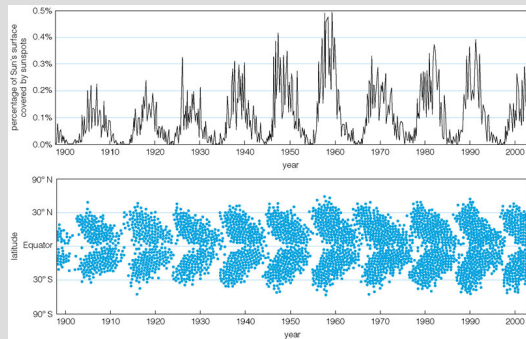 percentage of Sun's surface
covered by sunspots
0.5%
0.4%
0.3%
0.2%
0.1%
0.0%
1900 1910 1920 1930 1940 1950 1960 1970 1980 1990 2000
year
latitude
90° N
30° N
Equator
30° S
90° S
1900 1910 1920 1930 1940 1950 1960 1970 1980 1990 2000
year